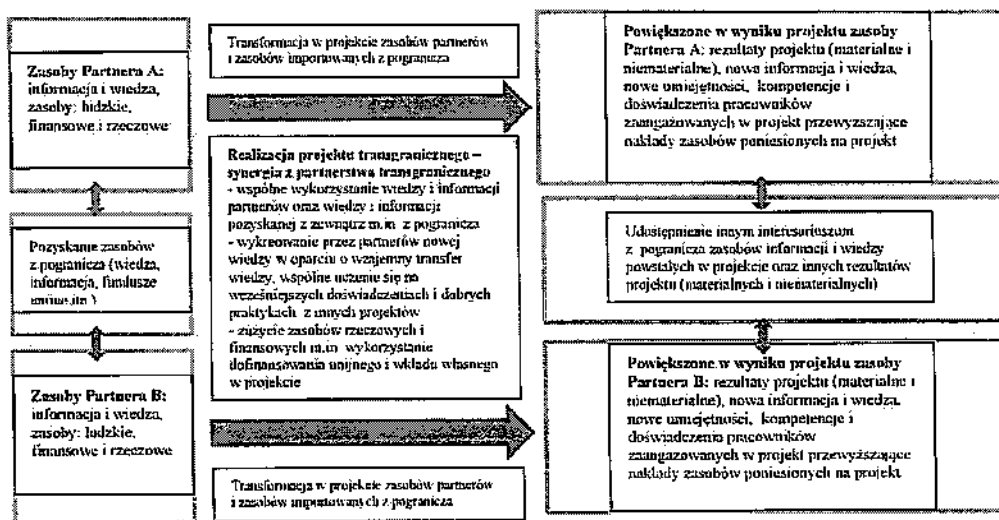 Zasoby Partnera A:
informacja i wiedza,
zasoby: ludzkie,
finansowe i rzeczowe
Pozyskanie zasobów
z pogranicza (wiedza,
informacja, fundusze
Zasoby Partnera B:
informacja i wiedza,
zasoby: ludzkie,
finansowe i rzeczowe
Transformacja w projekcie zasobów partnerów
i zasobów importowanych z pogranicza
Realizacja projektu transgranicznego –
synergia z partnerstwa transgranicznego
- wspólne wykorzystanie wiedzy i informacji
partnerów oraz wiedzy i informacji
pozyskanej z zewnątrz m.in. z pogranicza
- wykreowanie przez partnerów nowej
wiedzy w oparciu o wzajemny transfer
wiedzy, wspólne uczenie się na
wcześniejszych doświadczeniach i dobrych
praktykach z innych projektów
- zużycie zasobów rzeczowych i
finansowych m.in. wykorzystanie
dofinansowania unijnego i wkładu własnego
w projekcie
Transformacja w projekcie zasobów partnerów
i zasobów importowanych z pogranicza
Powiększone w wyniku projektu zasoby
Partnera A: rezultaty projektu (materialne i
niematerialne), nowa informacja i wiedza,
nowe umiejętności, kompetencje i
doświadczenia pracowników
zaangażowanych w projekt przewyższające
nakłady zasobów poniesionych na projekt
Udostępnienie innym interesariuszom
z pogranicza zasobów informacji i wiedzy
powstałych w projekcie oraz innych rezultatów
projektu (materialnych i niematerialnych)
Powiększone w wyniku projektu zasoby
Partnera B: rezultaty projektu (materialne i
niematerialne), nowa informacja i wiedza,
nowe umiejętności, kompetencje i
doświadczenia pracowników
zaangażowanych w projekt przewyższające
nakłady zasobów poniesionych na projekt